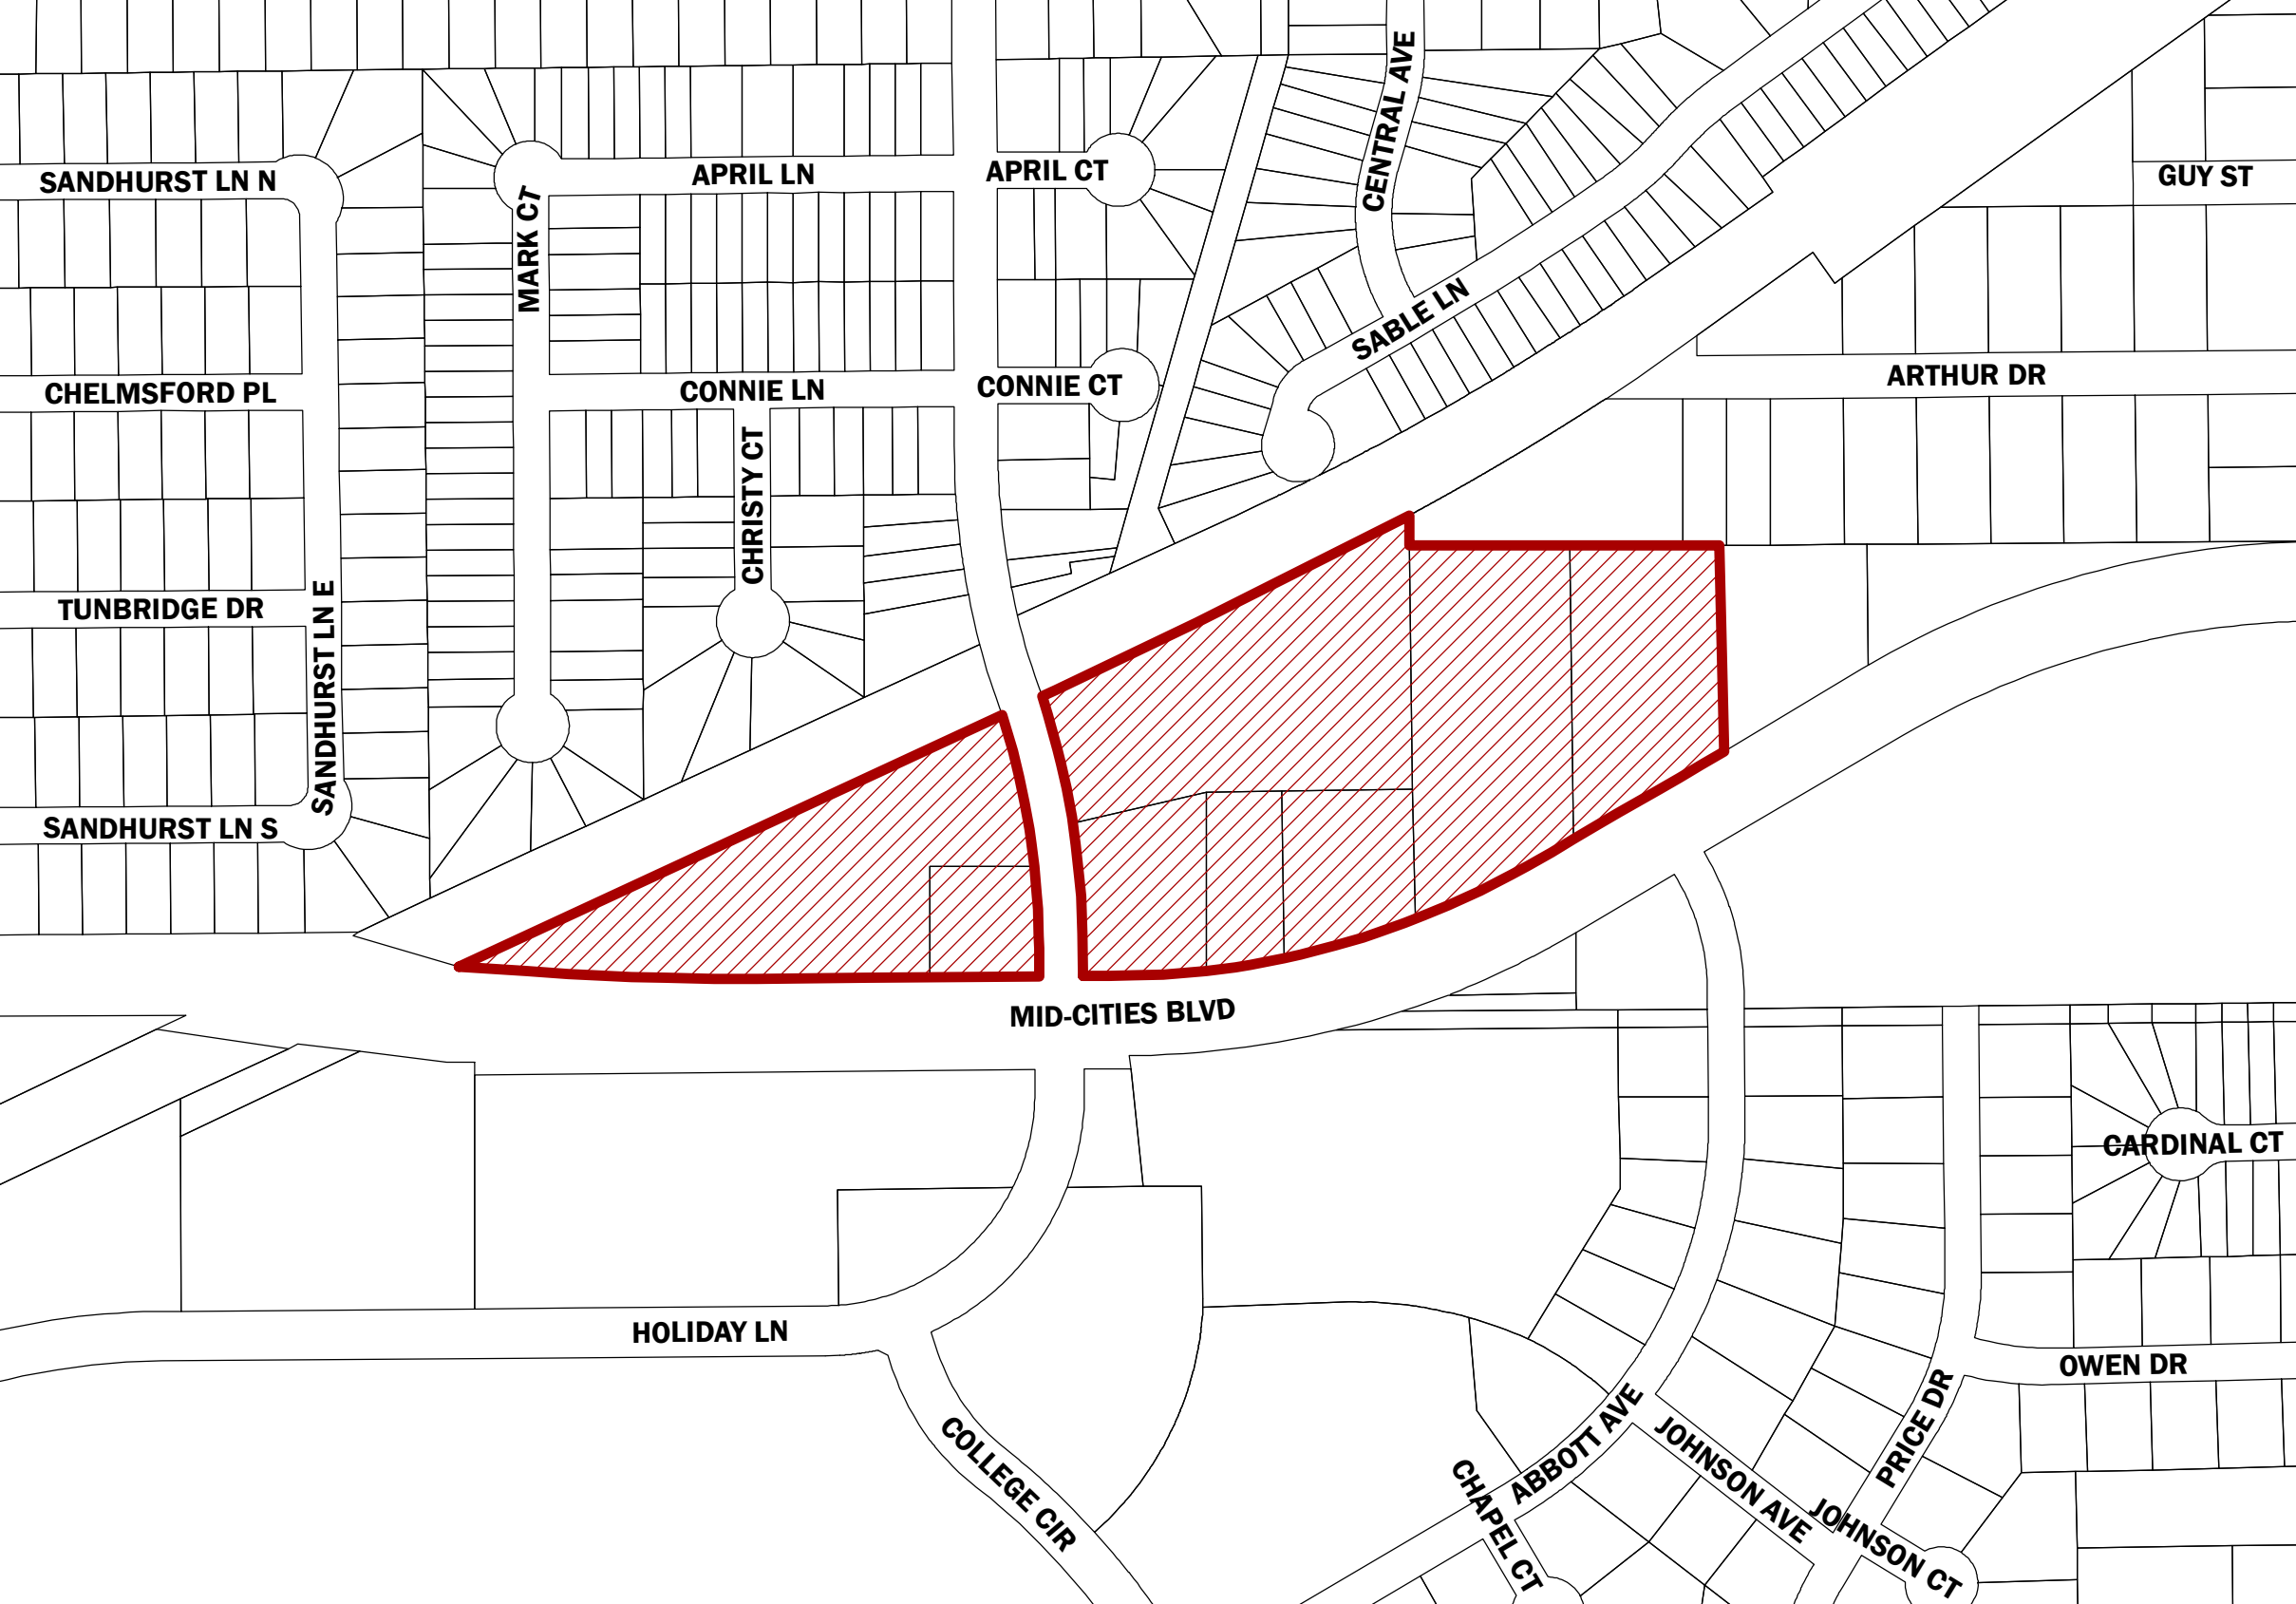 CENTRAL AVE
SANDHURST LN N
APRIL LN
APRIL CT
GUY ST
MARK CT
SABLE LN
CHELMSFORD PL
CONNIE LN
CONNIE CT
ARTHUR DR
CHRISTY CT
TUNBRIDGE DR
SANDHURST LN E
SANDHURST LN S
MID-CITIES BLVD
CARDINAL CT
HOLIDAY LN
OWEN DR
PRICE DR
ABBOTT AVE
COLLEGE CIR
JOHNSON AVE
CHAPEL CT
JOHNSON CT